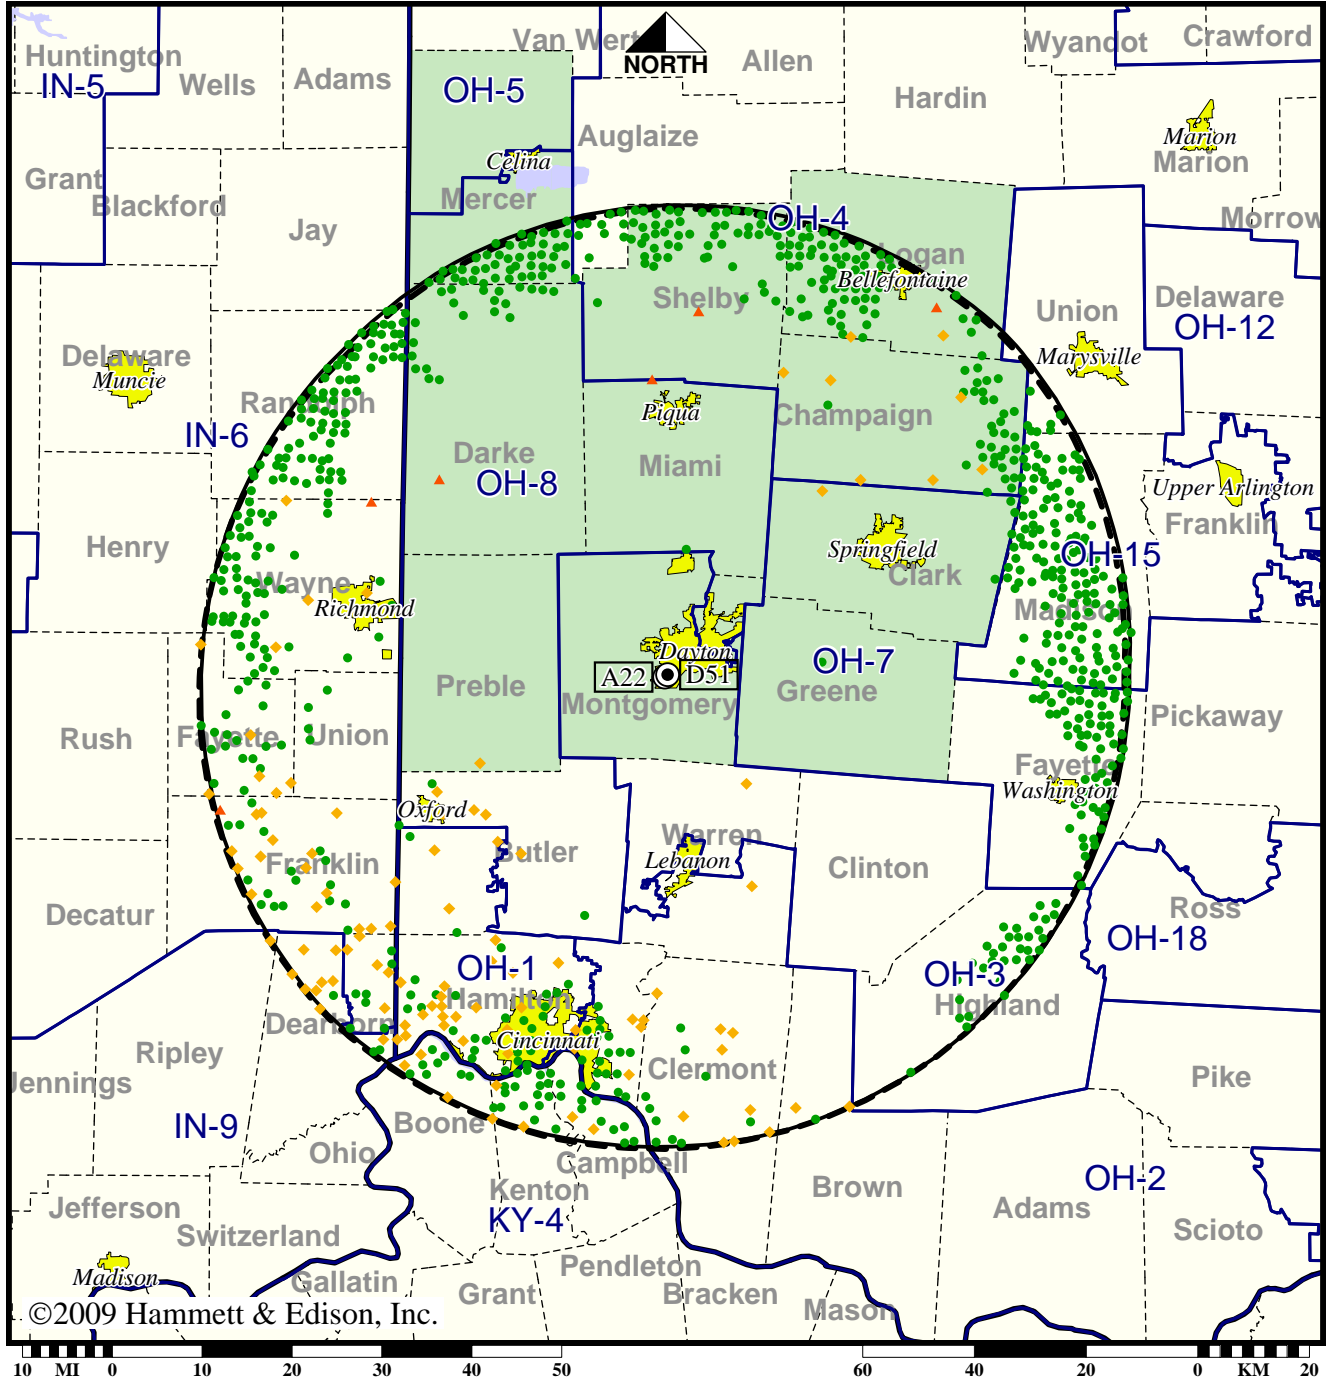 Huntington
IN-5
Wells
Adams
OH-5
Van Wert
NORTH
Allen
Wyandot
Crawford
Hardin
Auglaize
Marion
Marion
Celina
Grant
Blackford
Mercer
Jay
OH-4
Morrow
Logan
Bellefontaine
Shelby
Union
Delaware
OH-12
Delaware
Muncie
Marysville
Randolph
IN-6
Piqua
Champaign
Darke
OH-8
Miami
Upper Arlington
Franklin
Henry
Springfield
Clark
OH-15
Wayne
Richmond
Madison
Dayton
A22
D51
OH-7
Greene
Preble
Montgomery
Pickaway
Rush
Fayette
Union
Fayette
Washington
Oxford
Warren
Lebanon
Butler
Franklin
Clinton
Decatur
Ross
OH-18
OH-1
OH-3
Hamilton
Highland
Dearborn
Cincinnati
Ripley
Clermont
Jennings
Pike
IN-9
Boone
Ohio
Campbell
Kenton
KY-4
Brown
OH-2
Adams
Jefferson
Switzerland
Scioto
Madison
Gallatin
Pendleton
Grant
Bracken
Mason
©2009 Hammett & Edison, Inc.
10 MI 0 10 20 30 40 50 60 40 20 0 KM 20